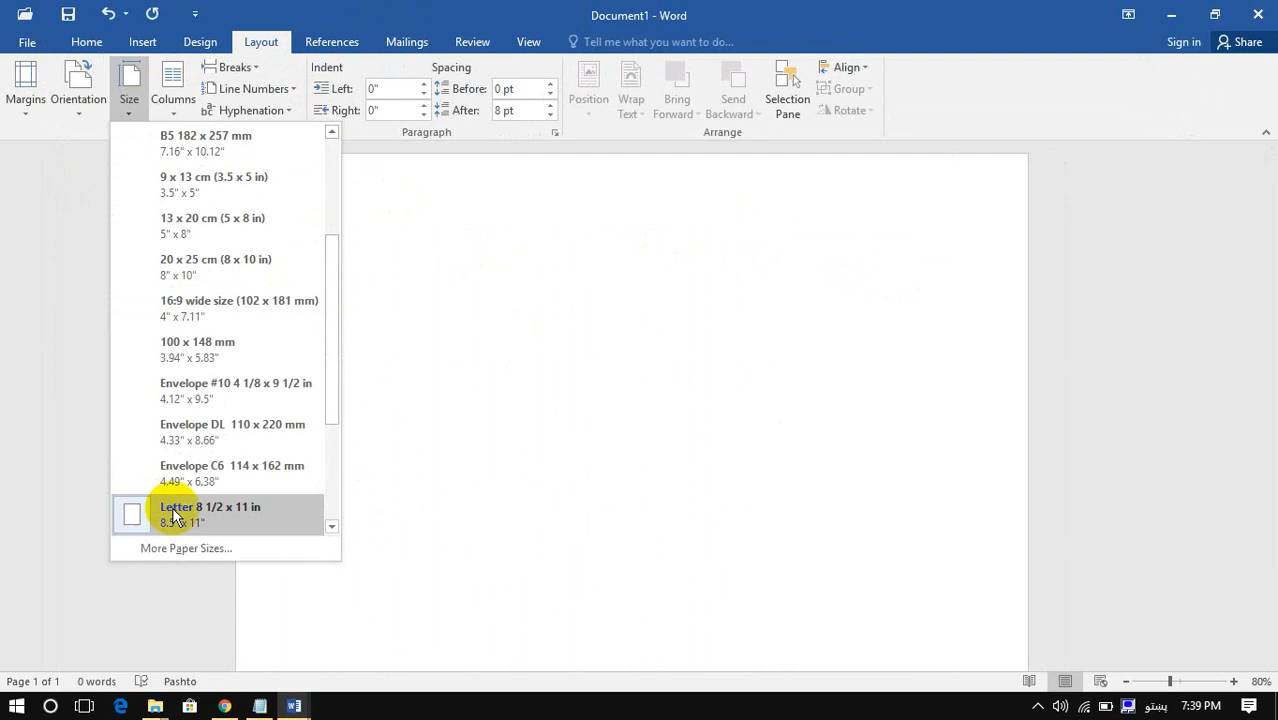 Document1 - Word
File Home Insert Design Layout References Mailings Review View Tell me what you want to do... Sign in Share
Margins Orientation Size Columns
Breaks
Line Numbers
Hyphenation
Indent
Left: 0"
Right: 0"
Spacing
Before: 0 pt
After: 8 pt
Paragraph
Position
Wrap Text
Bring Forward
Send Backward
Selection Pane
Align
Group
Rotate
Arrange
B5 182 x 257 mm
7.16" x 10.12"
9 x 13 cm (3.5 x 5 in)
3.5" x 5"
13 x 20 cm (5 x 8 in)
5" x 8"
20 x 25 cm (8 x 10 in)
8" x 10"
16:9 wide size (102 x 181 mm)
4" x 7.11"
100 x 148 mm
3.94" x 5.83"
Envelope #10 4 1/8 x 9 1/2 in
4.12" x 9.5"
Envelope DL 110 x 220 mm
4.33" x 8.66"
Envelope C6 114 x 162 mm
4.49" x 6.38"
Letter 8 1/2 x 11 in
8.5" x 11"
More Paper Sizes...
Page 1 of 1 0 words Pashto 80%
پښتو 7:39 PM